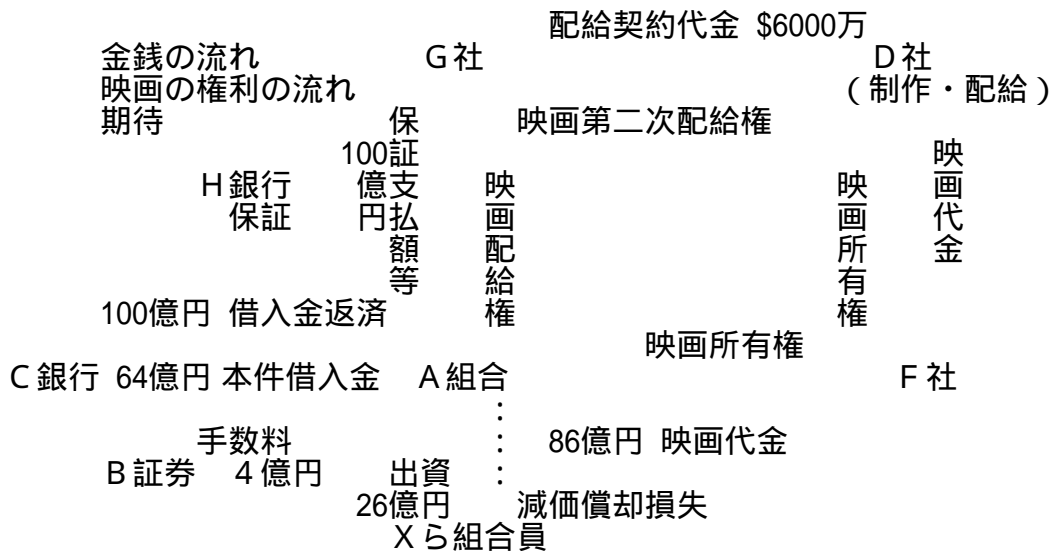 配給契約代金 $6000万
金銭の流れ G社 D社
映画の権利の流れ (制作・配給)
期待 保証支払額等 映画第二次配給権
100億円
映画代金
H銀行 映画配給権 映画所有権
保証
100億円 借入金返済
映画所有権
C銀行 64億円 本件借入金 A組合 F社
:
手数料 : 86億円 映画代金
B証券 4億円 出資 :
26億円 減価償却損失
Xら組合員